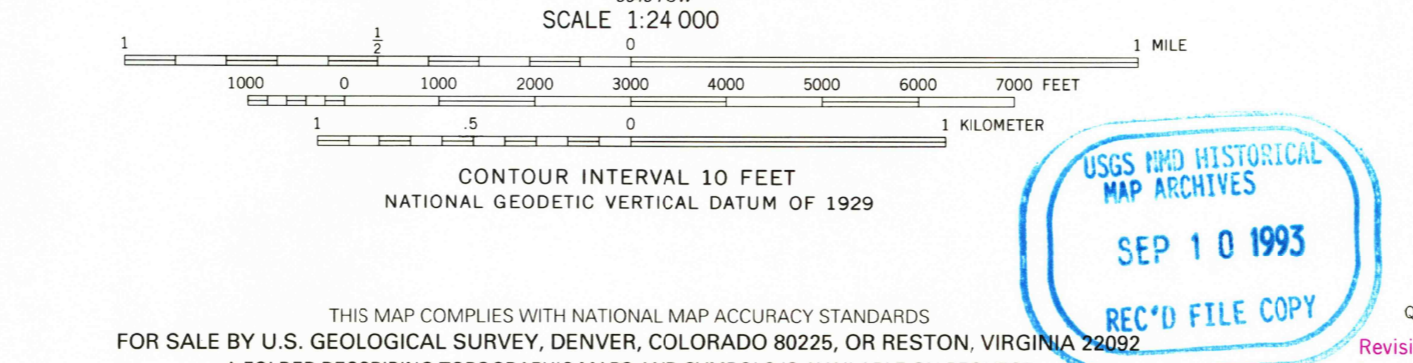 SCALE 1:24 000
1 1/2 0 1 MILE
1000 0 1000 2000 3000 4000 5000 6000 7000 FEET
1 .5 0 1 KILOMETER
CONTOUR INTERVAL 10 FEET
NATIONAL GEODETIC VERTICAL DATUM OF 1929
USGS NMD HISTORICAL
MAP ARCHIVES
SEP 10 1993
REC'D FILE COPY
THIS MAP COMPLIES WITH NATIONAL MAP ACCURACY STANDARDS
FOR SALE BY U.S. GEOLOGICAL SURVEY, DENVER, COLORADO 80225, OR RESTON, VIRGINIA 22092
Revisi